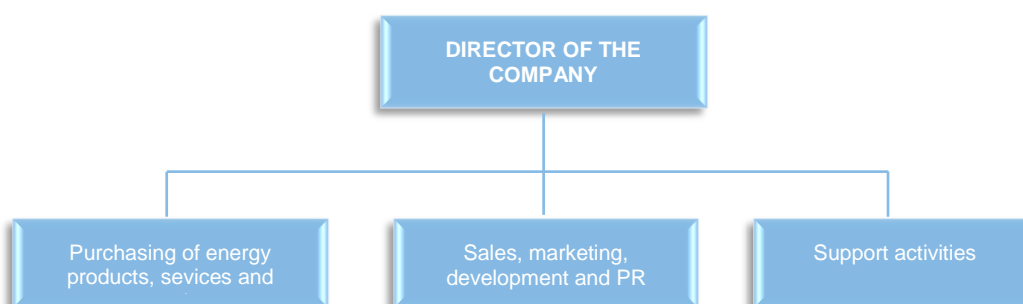 DIRECTOR OF THE
COMPANY
Purchasing of energy
products, sevices and
Sales, marketing,
development and PR
Support activities